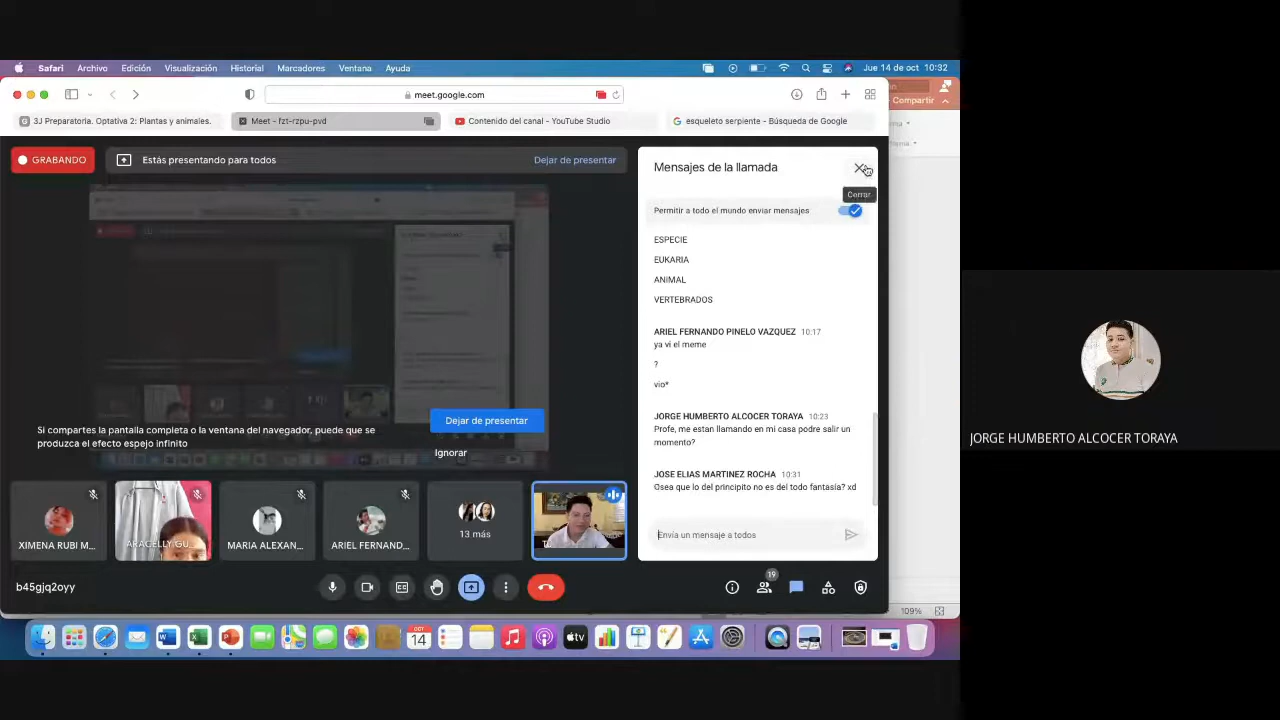 Safari Archivo Edición Visualización Historial Marcadores Ventana Ayuda Jue 14 de oct 10:32
meet.google.com
Compartir
3J Preparatoria. Optativa 2: Plantas y animales.
Meet - fzt-rzpu-pvd
Contenido del canal - YouTube Studio
esqueleto serpiente - Búsqueda de Google
GRABANDO
Estás presentando para todos
Dejar de presentar
Mensajes de la llamada
Cerrar
Permitir a todo el mundo enviar mensajes
ESPECIE
EUKARIA
ANIMAL
VERTEBRADOS
ARIEL FERNANDO PINELO VAZQUEZ 10:17
ya vi el meme
?
vio*
JORGE HUMBERTO ALCOCER TORAYA 10:23
Profe, me estan llamando en mi casa podre salir un
momento?
JOSE ELIAS MARTINEZ ROCHA 10:31
Osea que lo del principito no es del todo fantasía? xd
Envía un mensaje a todos
Si compartes la pantalla completa o la ventana del navegador, puede que se
produzca el efecto espejo infinito
Dejar de presentar
Ignorar
XIMENA RUBI M...
ARACELLY GU...
MARIA ALEXAN...
ARIEL FERNAND...
13 más
b45gjq2oyy
19
109%
OCT
14
tv
JORGE HUMBERTO ALCOCER TORAYA